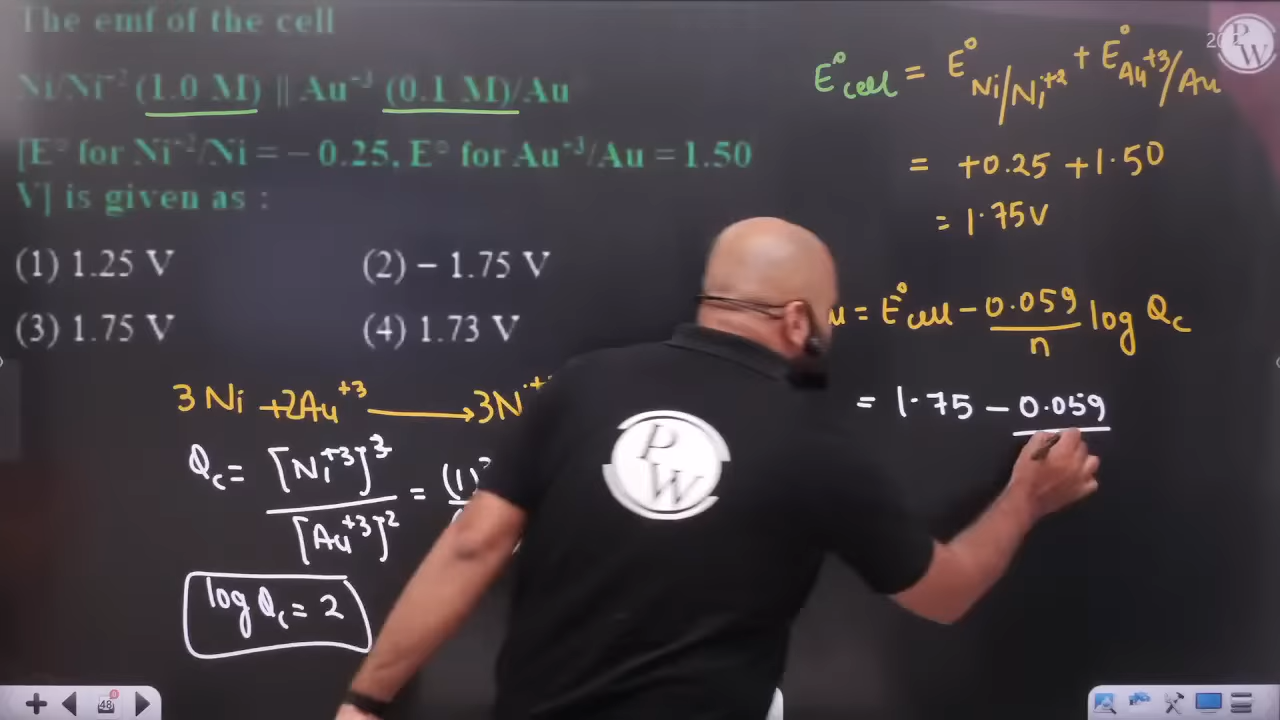 The emf of the cell
Ni/Ni⁺² (1.0 M) || Au⁺³ (0.1 M)/Au
[E° for Ni⁺²/Ni = – 0.25. E° for Au⁺³/Au = 1.50
V] is given as :
(1) 1.25 V (2) – 1.75 V
(3) 1.75 V (4) 1.73 V
3 Ni + 2Au⁺³ → 3N
Qc = [Ni⁺³]³ / [Au⁺³]² = (1)
log Qc = 2
E°cell = E°Ni/Ni⁺² + E°Au⁺³/Au
= +0.25 + 1.50
= 1.75V
= E°cell – 0.059/n log Qc
= 1.75 – 0.059
PW
PW
48